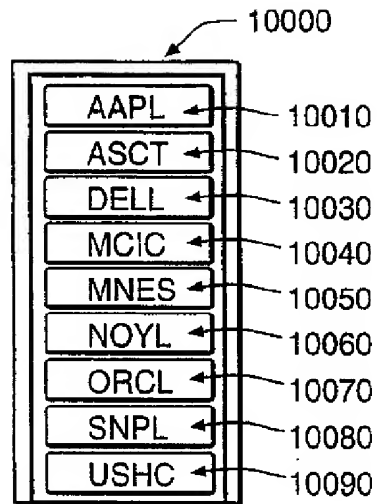 10000
AAPL 10010
ASCT 10020
DELL 10030
MCIC 10040
MNES 10050
NOYL 10060
ORCL 10070
SNPL 10080
USHC 10090